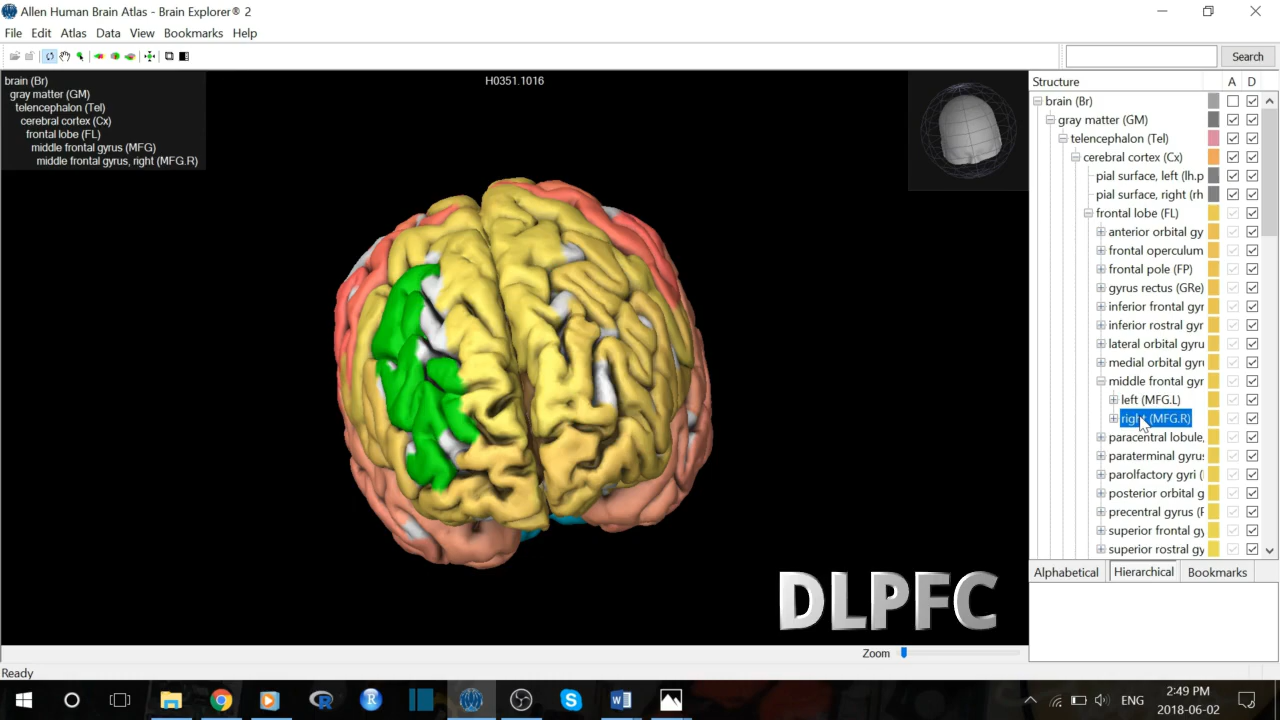 Allen Human Brain Atlas - Brain Explorer® 2
File Edit Atlas Data View Bookmarks Help
Search
brain (Br)
gray matter (GM)
telencephalon (Tel)
cerebral cortex (Cx)
frontal lobe (FL)
middle frontal gyrus (MFG)
middle frontal gyrus, right (MFG.R)
H0351.1016
Structure A D
brain (Br)
gray matter (GM)
telencephalon (Tel)
cerebral cortex (Cx)
pial surface, left (lh.p
pial surface, right (rh
frontal lobe (FL)
anterior orbital gy
frontal operculum
frontal pole (FP)
gyrus rectus (GRe)
inferior frontal gyr
inferior rostral gyr
lateral orbital gyru
medial orbital gyru
middle frontal gyr
left (MFG.L)
right (MFG.R)
paracentral lobule,
paraterminal gyrus
parolfactory gyri (
posterior orbital g
precentral gyrus (P
superior frontal gy
superior rostral gy
Alphabetical Hierarchical Bookmarks
DLPFC
Zoom
Ready
ENG
2:49 PM
2018-06-02